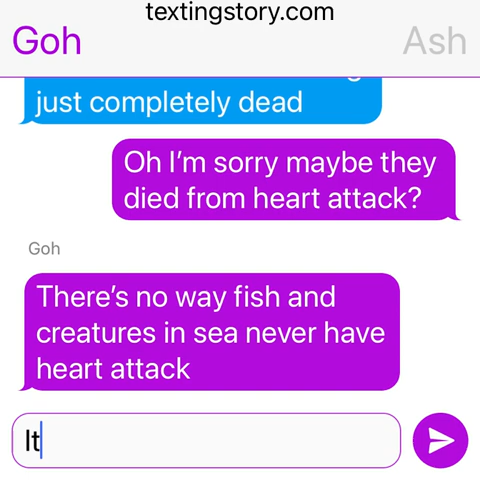 textingstory.com
Goh
Ash
just completely dead
Oh I'm sorry maybe they
died from heart attack?
Goh
There's no way fish and
creatures in sea never have
heart attack
It